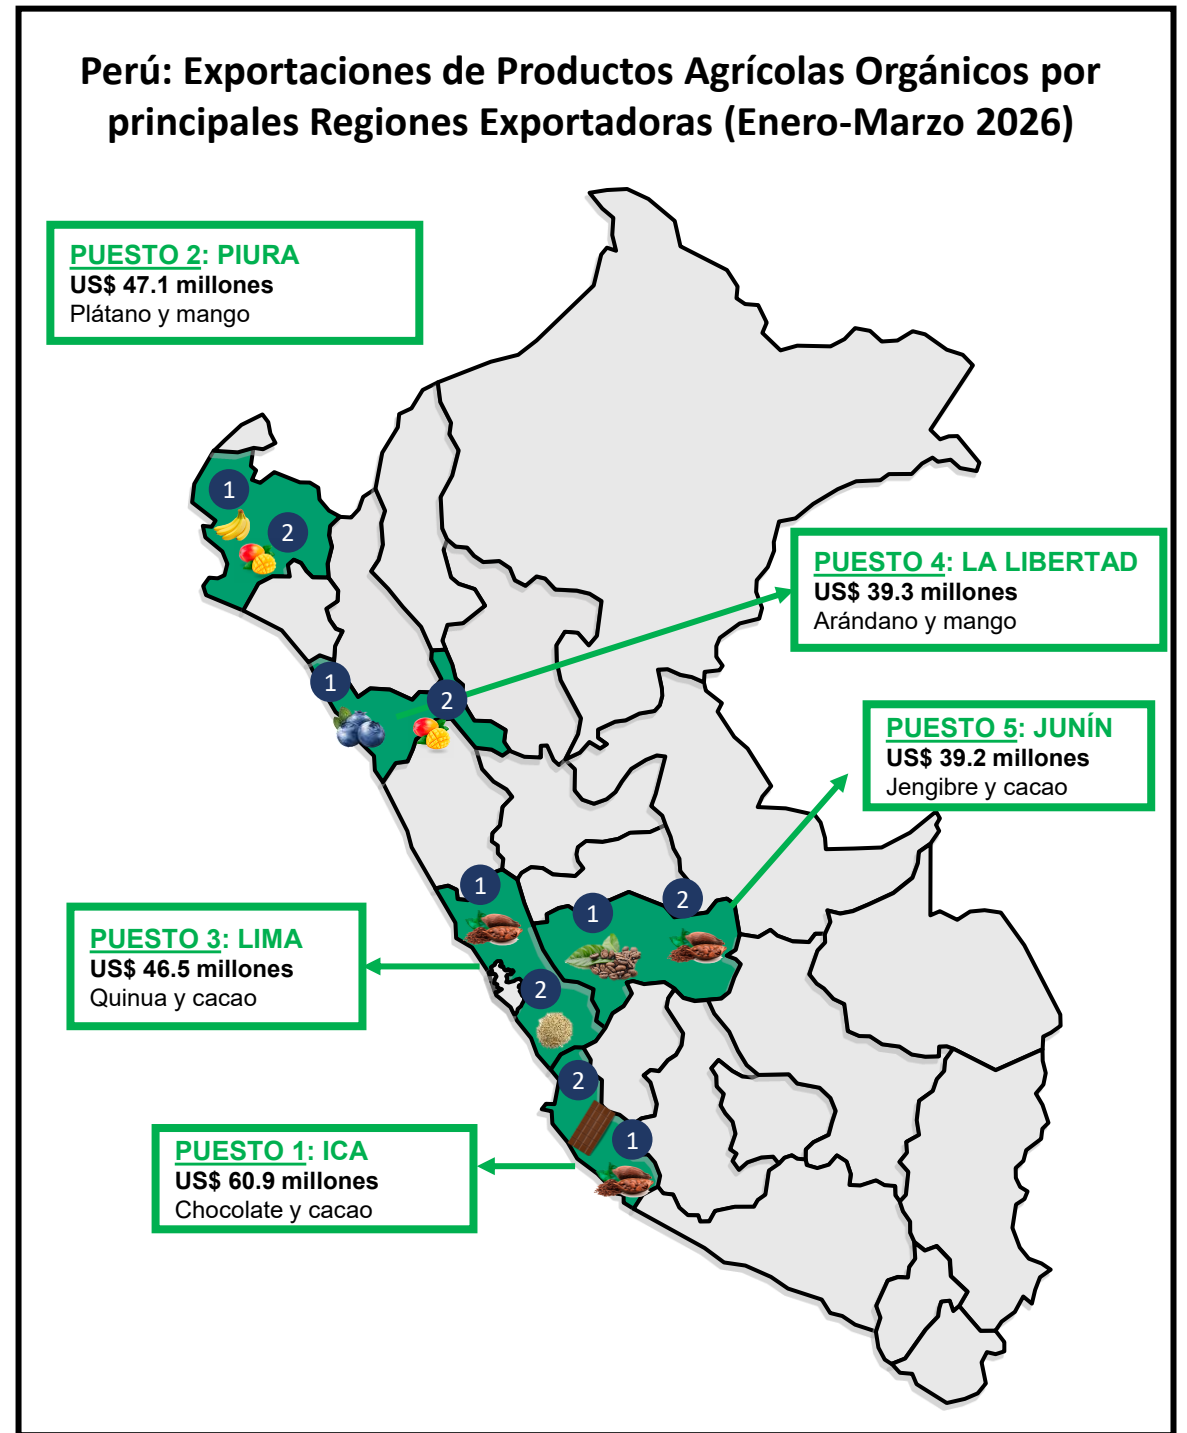 Perú: Exportaciones de Productos Agrícolas Orgánicos por
principales Regiones Exportadoras (Enero-Marzo 2026)
PUESTO 2: PIURA
US$ 47.1 millones
Plátano y mango
1
2
PUESTO 4: LA LIBERTAD
US$ 39.3 millones
Arándano y mango
1
2
PUESTO 5: JUNÍN
US$ 39.2 millones
Jengibre y cacao
1
2
1
PUESTO 3: LIMA
US$ 46.5 millones
Quinua y cacao
2
2
1
PUESTO 1: ICA
US$ 60.9 millones
Chocolate y cacao